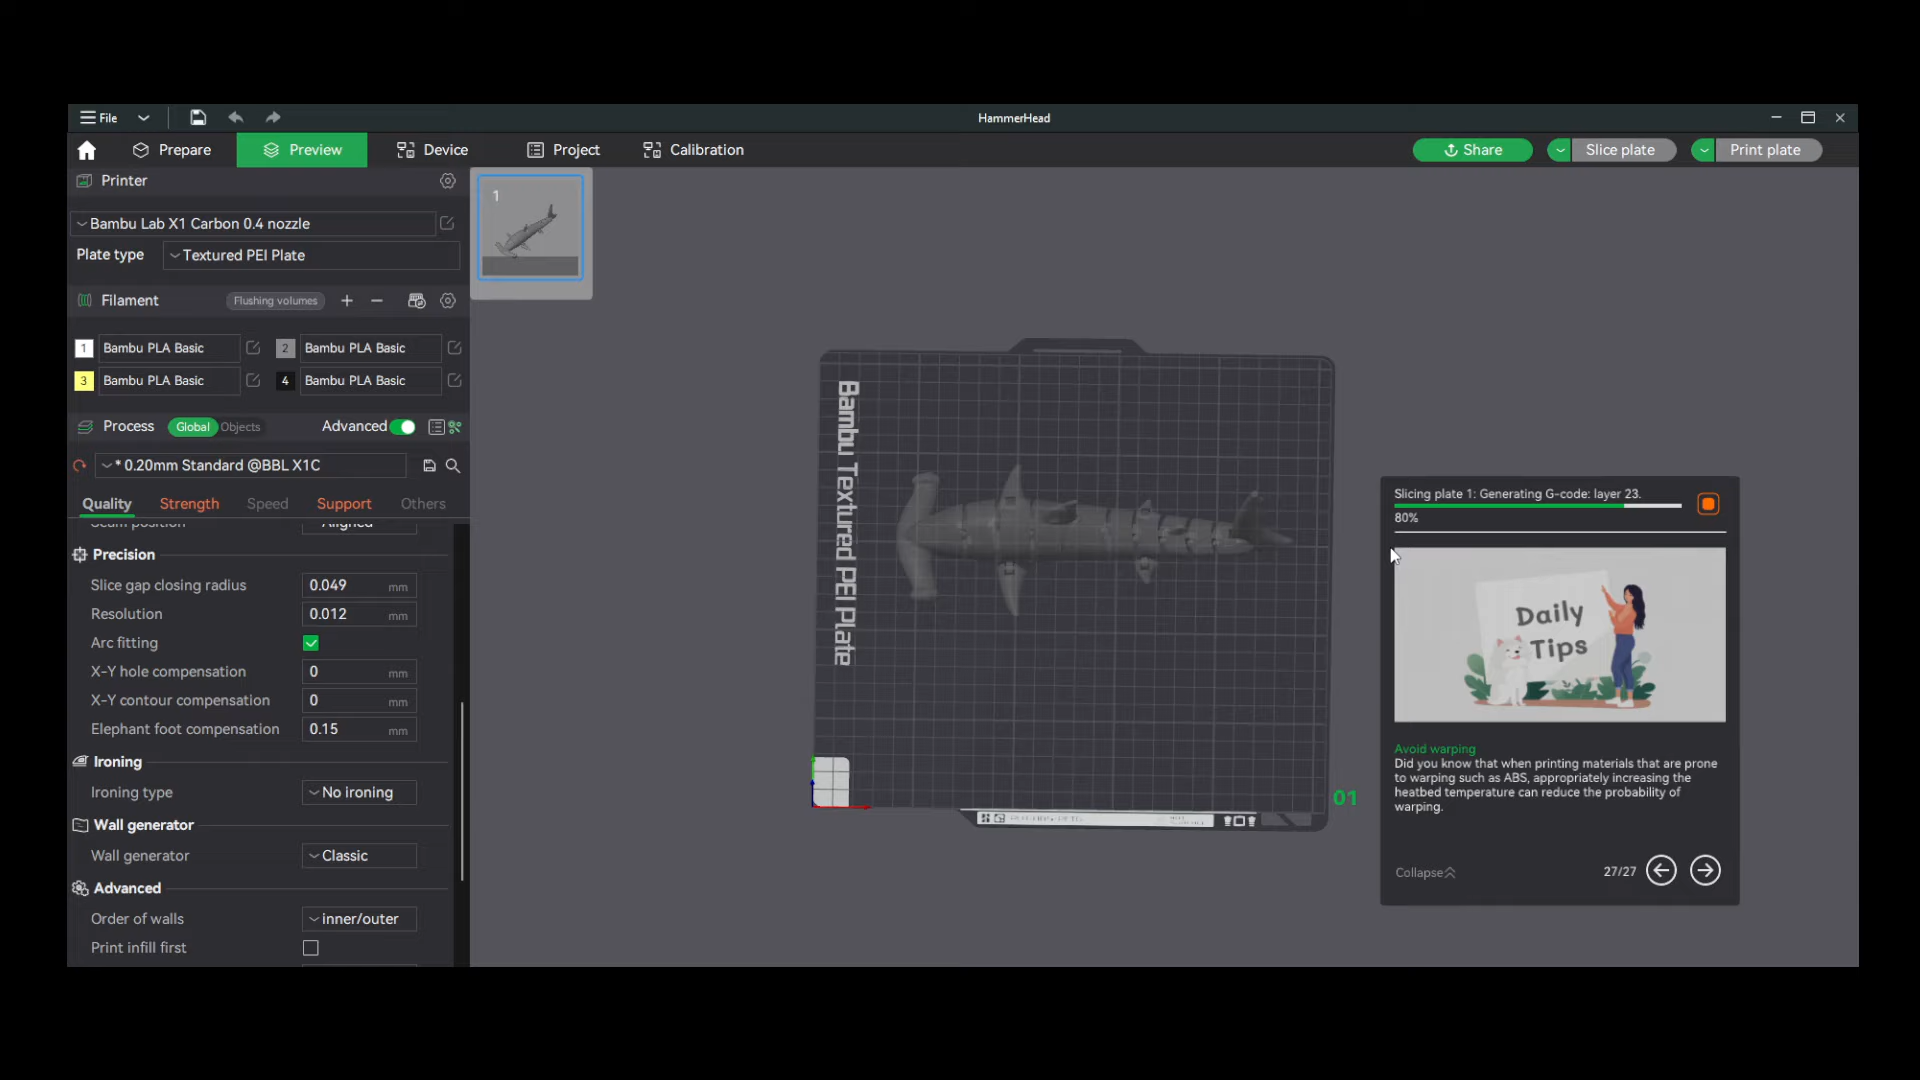 File
HammerHead
Prepare
Preview
Device
Project
Calibration
Share
Slice plate
Print plate
Printer
Bambu Lab X1 Carbon 0.4 nozzle
Plate type
Textured PEI Plate
Filament
Flushing volumes
1 Bambu PLA Basic
2 Bambu PLA Basic
3 Bambu PLA Basic
4 Bambu PLA Basic
Process
Global
Objects
Advanced
* 0.20mm Standard @BBL X1C
Quality
Strength
Speed
Support
Others
Seam position
Aligned
Precision
Slice gap closing radius
0.049 mm
Resolution
0.012 mm
Arc fitting
X-Y hole compensation
0 mm
X-Y contour compensation
0 mm
Elephant foot compensation
0.15 mm
Ironing
Ironing type
No ironing
Wall generator
Wall generator
Classic
Advanced
Order of walls
inner/outer
Print infill first
1
Bambu Textured PEI Plate
01
Slicing plate 1: Generating G-code: layer 23.
80%
Daily
Tips
Avoid warping
Did you know that when printing materials that are prone
to warping such as ABS, appropriately increasing the
heatbed temperature can reduce the probability of
warping.
Collapse
27/27